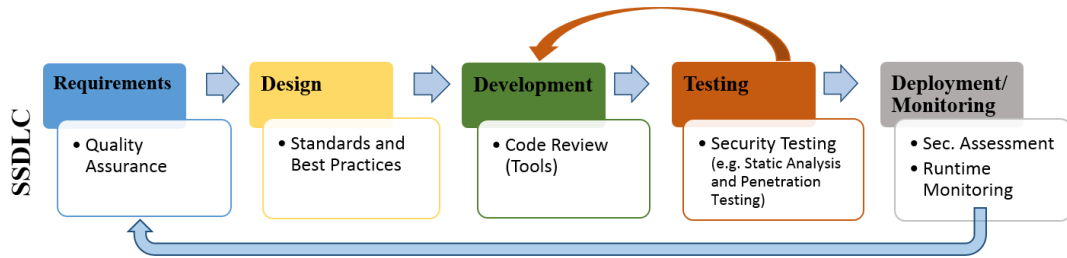 SSDLC
Requirements
• Quality
Assurance
Design
• Standards and
Best Practices
Development
• Code Review
(Tools)
Testing
• Security Testing
(e.g. Static Analysis
and Penetration
Testing)
Deployment/
Monitoring
• Sec. Assessment
• Runtime
Monitoring